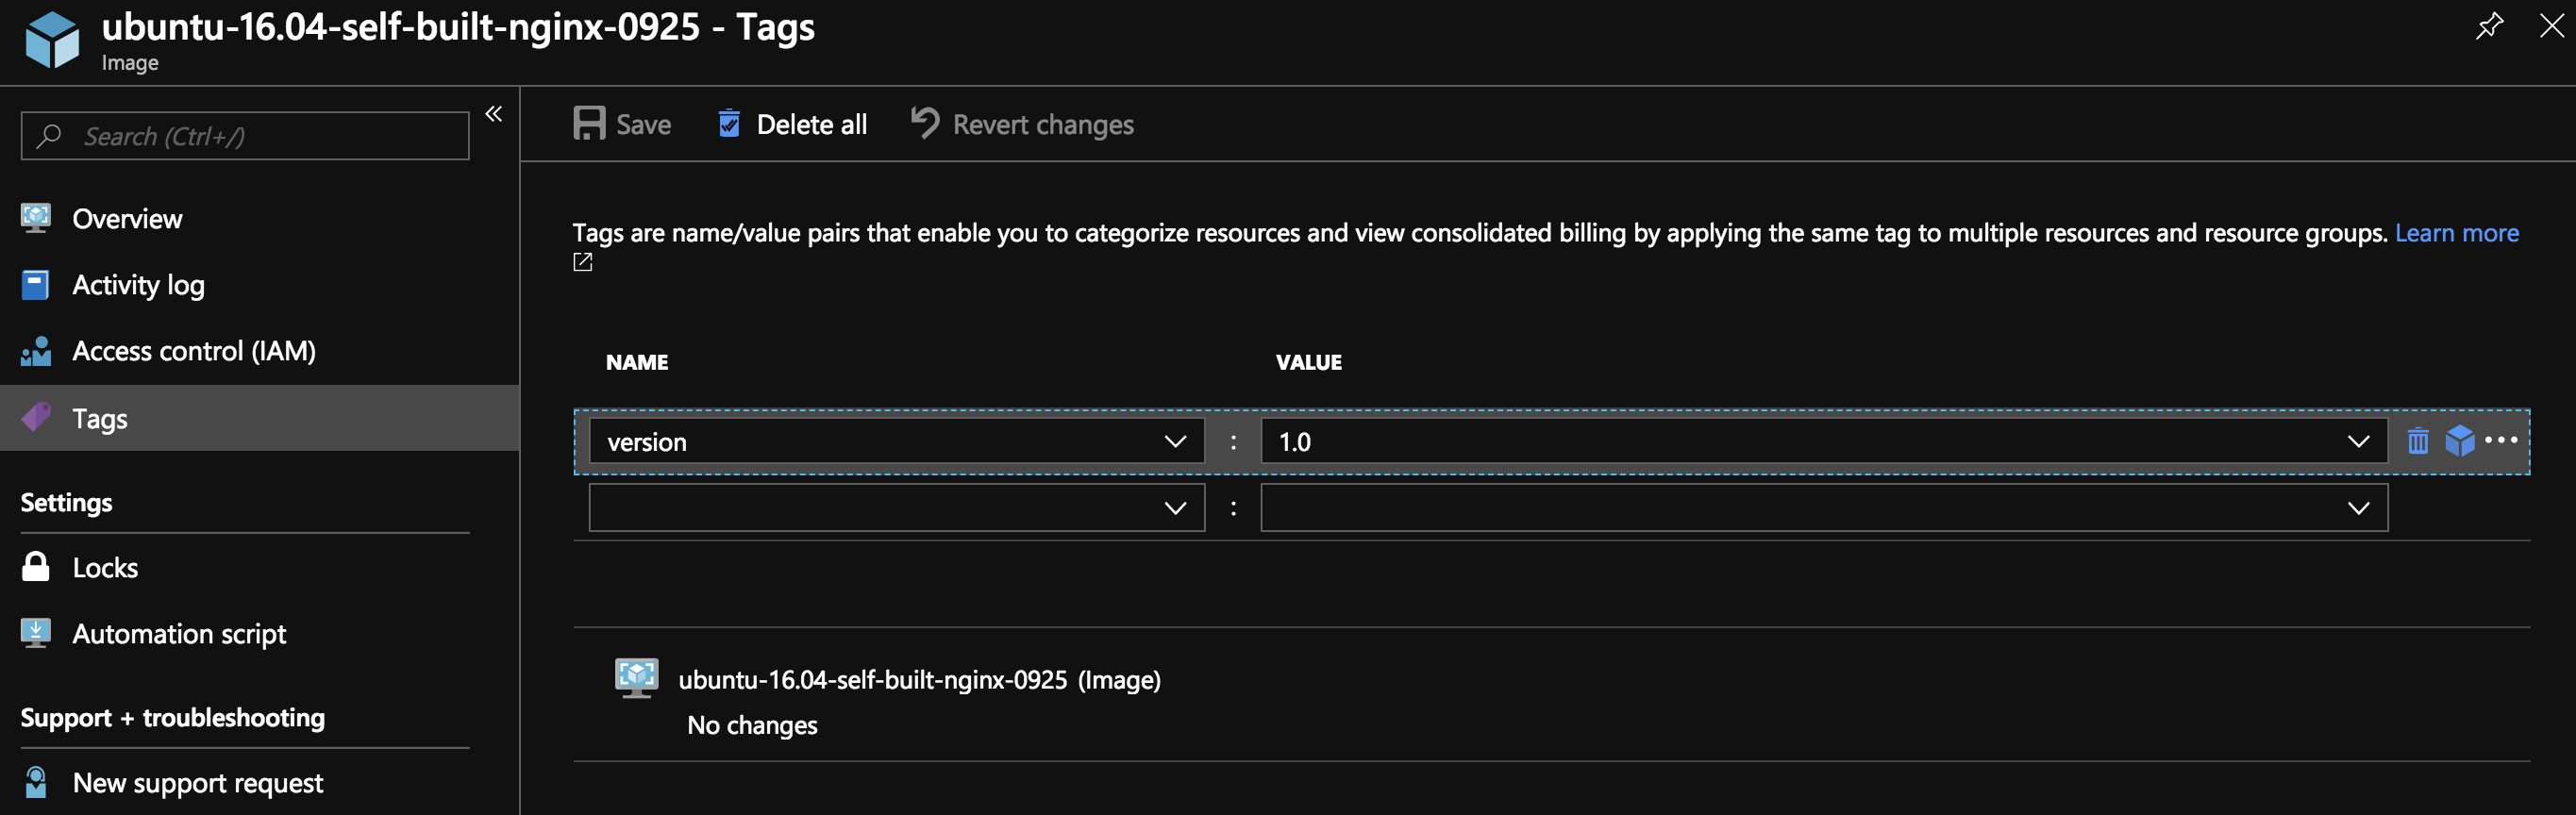 ubuntu-16.04-self-built-nginx-0925 - Tags
Image
Search (Ctrl+/)
«
Overview
Activity log
Access control (IAM)
Tags
Settings
Locks
Automation script
Support + troubleshooting
New support request
Save
Delete all
Revert changes
Tags are name/value pairs that enable you to categorize resources and view consolidated billing by applying the same tag to multiple resources and resource groups. Learn more
NAME
VALUE
version : 1.0
:
ubuntu-16.04-self-built-nginx-0925 (Image)
No changes